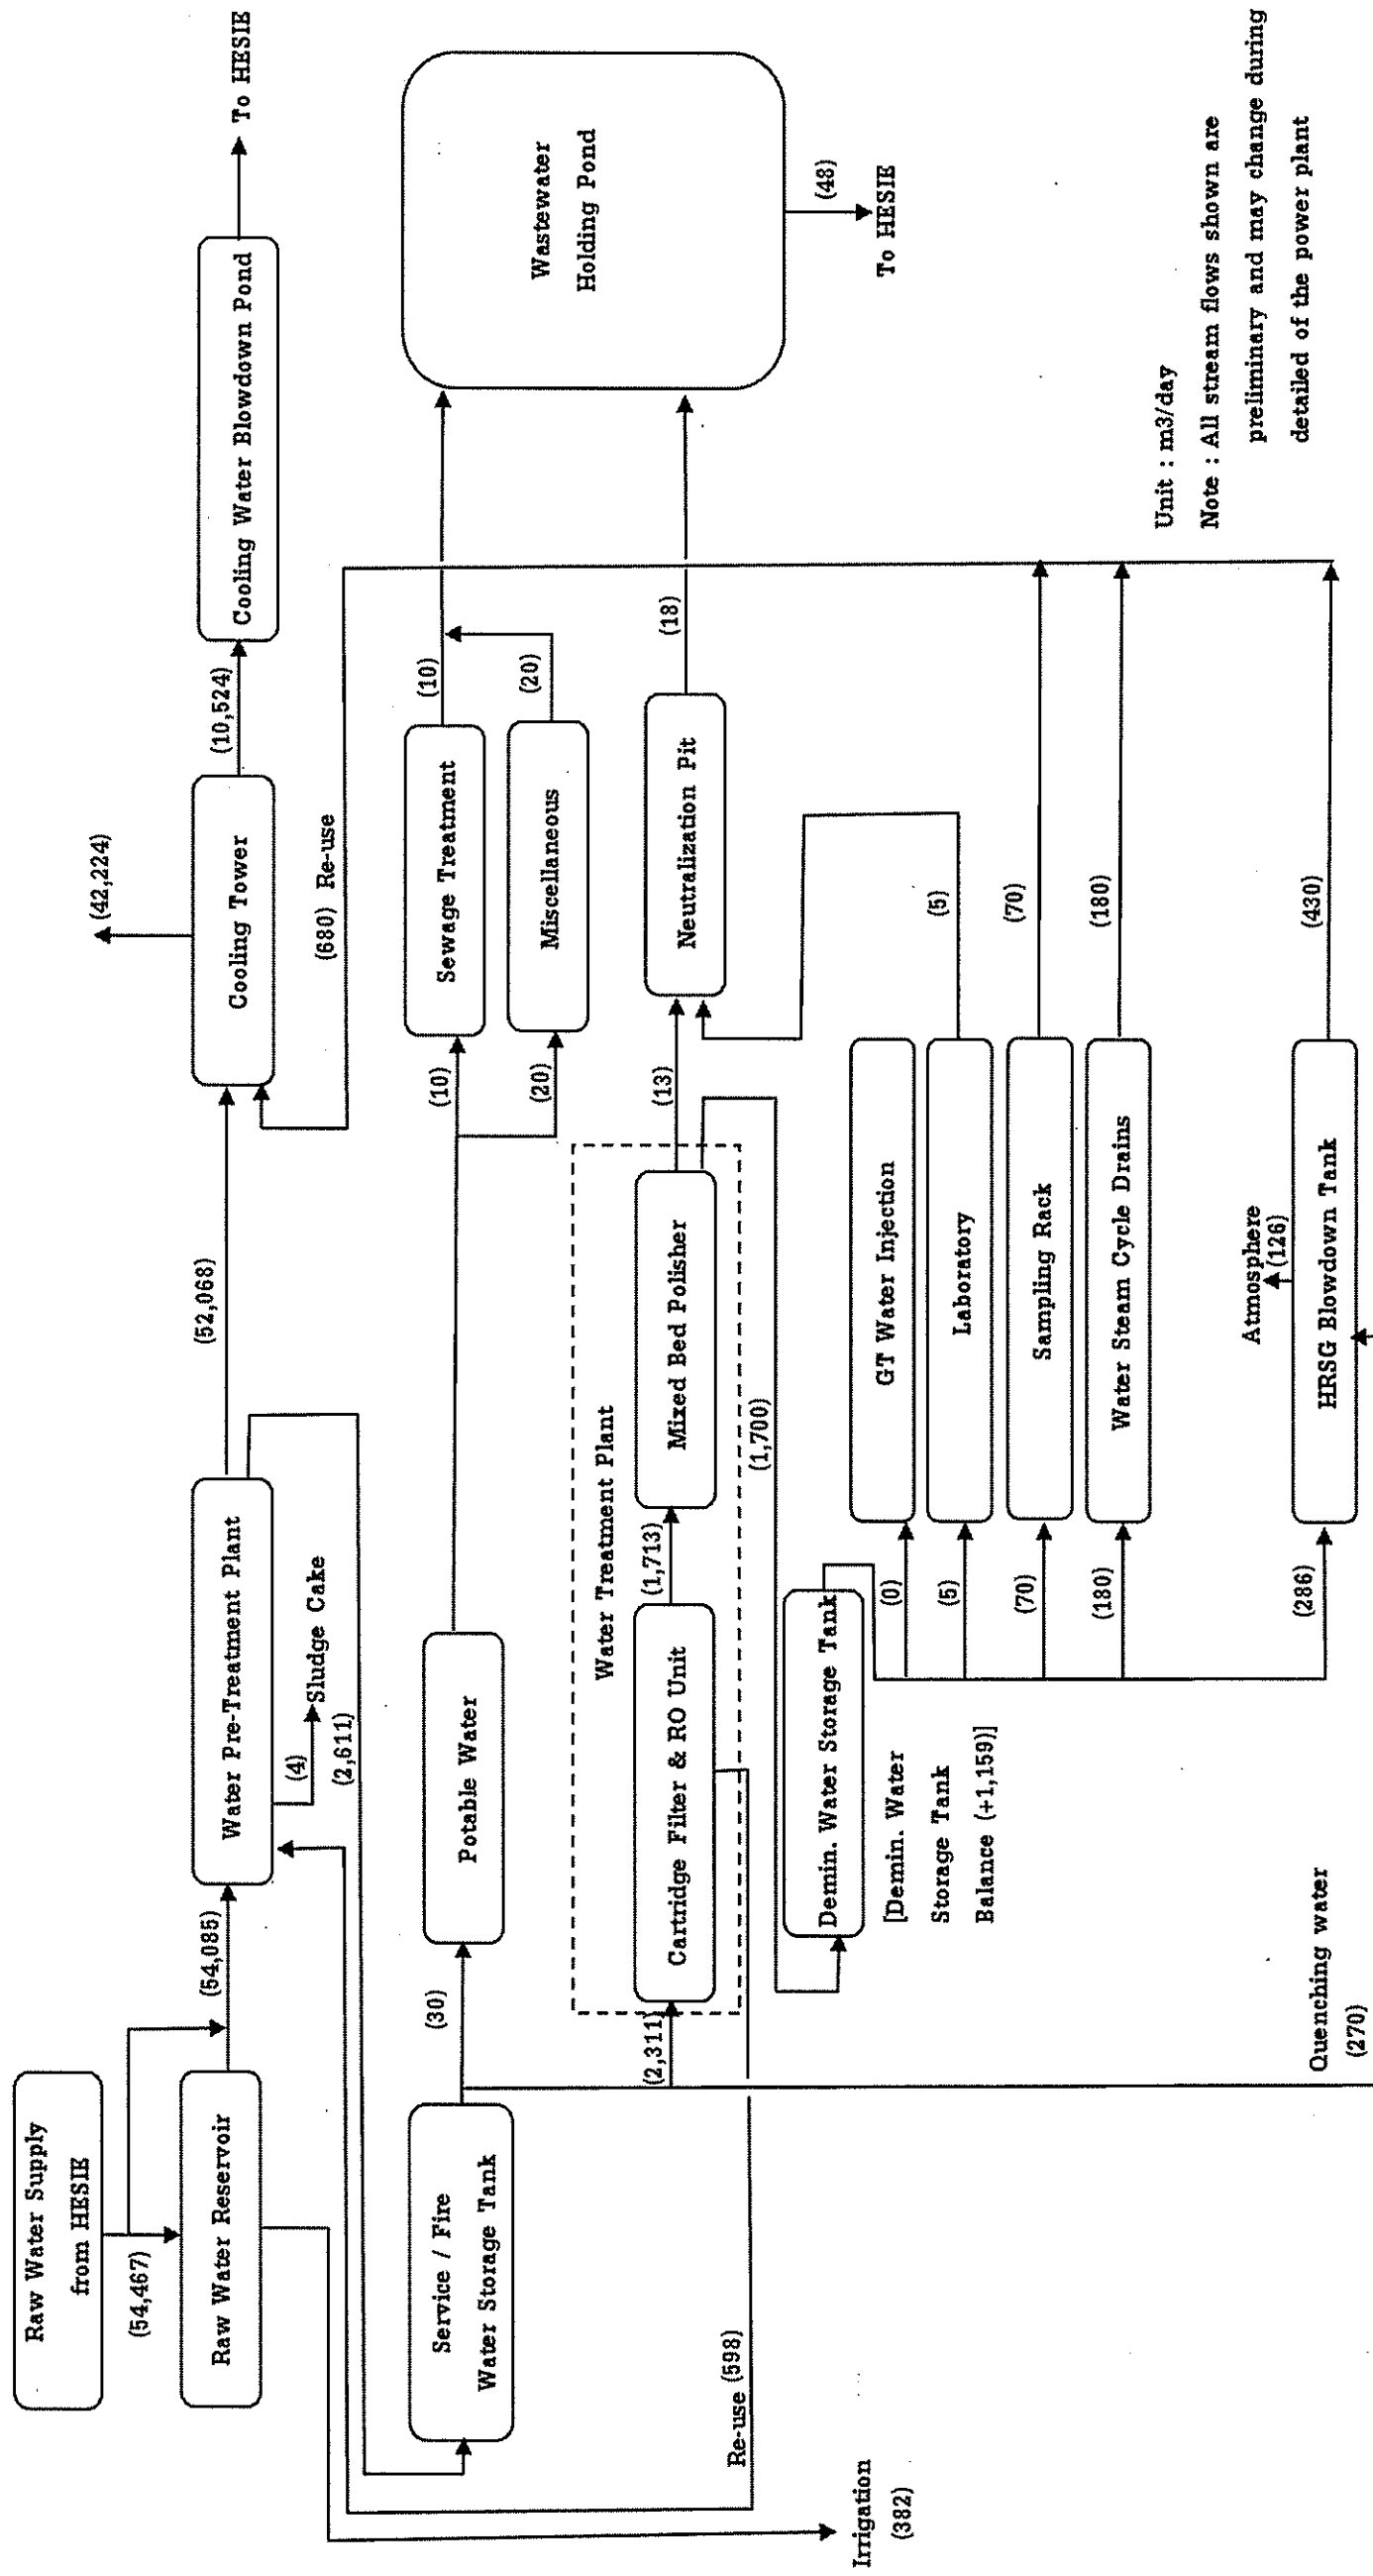 Raw Water Supply
from HESIE
(54,467)
Raw Water Reservoir
(54,085)
Water Pre-Treatment Plant
(4)
Sludge Cake
(2,611)
(52,068)
Cooling Tower
(42,224)
(10,524)
Cooling Water Blowdown Pond
To HESIE
(680) Re-use
Service / Fire
Water Storage Tank
(30)
Potable Water
(10)
(20)
Sewage Treatment
(10)
Miscellaneous
(20)
Wastewater
Holding Pond
(48)
To HESIE
Water Treatment Plant
(2,311)
Cartridge Filter & RO Unit
(1,713)
Mixed Bed Polisher
(13)
Neutralization Pit
(18)
Re-use (598)
(1,700)
Demin. Water Storage Tank
[Demin. Water
Storage Tank
Balance (+1,159)]
(0)
GT Water Injection
(5)
Laboratory
(5)
(70)
Sampling Rack
(70)
(180)
Water Steam Cycle Drains
(180)
Atmosphere
(126)
(286)
HRSG Blowdown Tank
(430)
Irrigation
(382)
Quenching water
(270)
Unit : m3/day
Note : All stream flows shown are
preliminary and may change during
detailed of the power plant